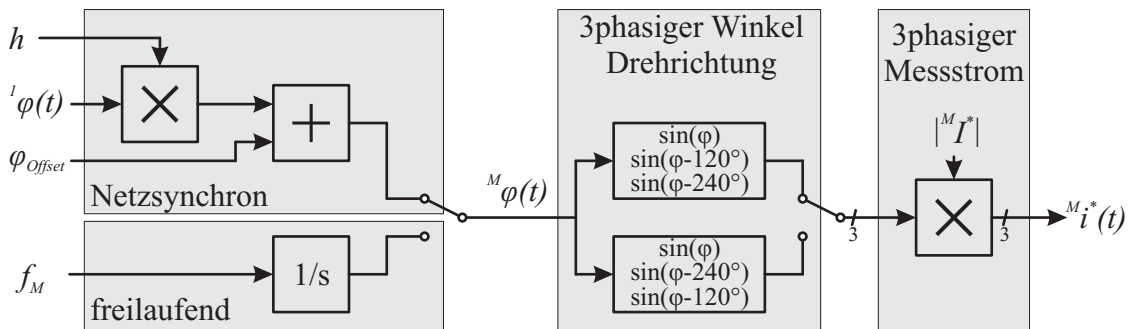 h
¹φ(t)
φ_Offset
Netzsynchron
f_M
1/s
freilaufend
ᴹφ(t)
3phasiger Winkel
Drehrichtung
sin(φ)
sin(φ-120°)
sin(φ-240°)
sin(φ)
sin(φ-240°)
sin(φ-120°)
3
3phasiger
Messstrom
|ᴹI*|
3
ᴹi*(t)